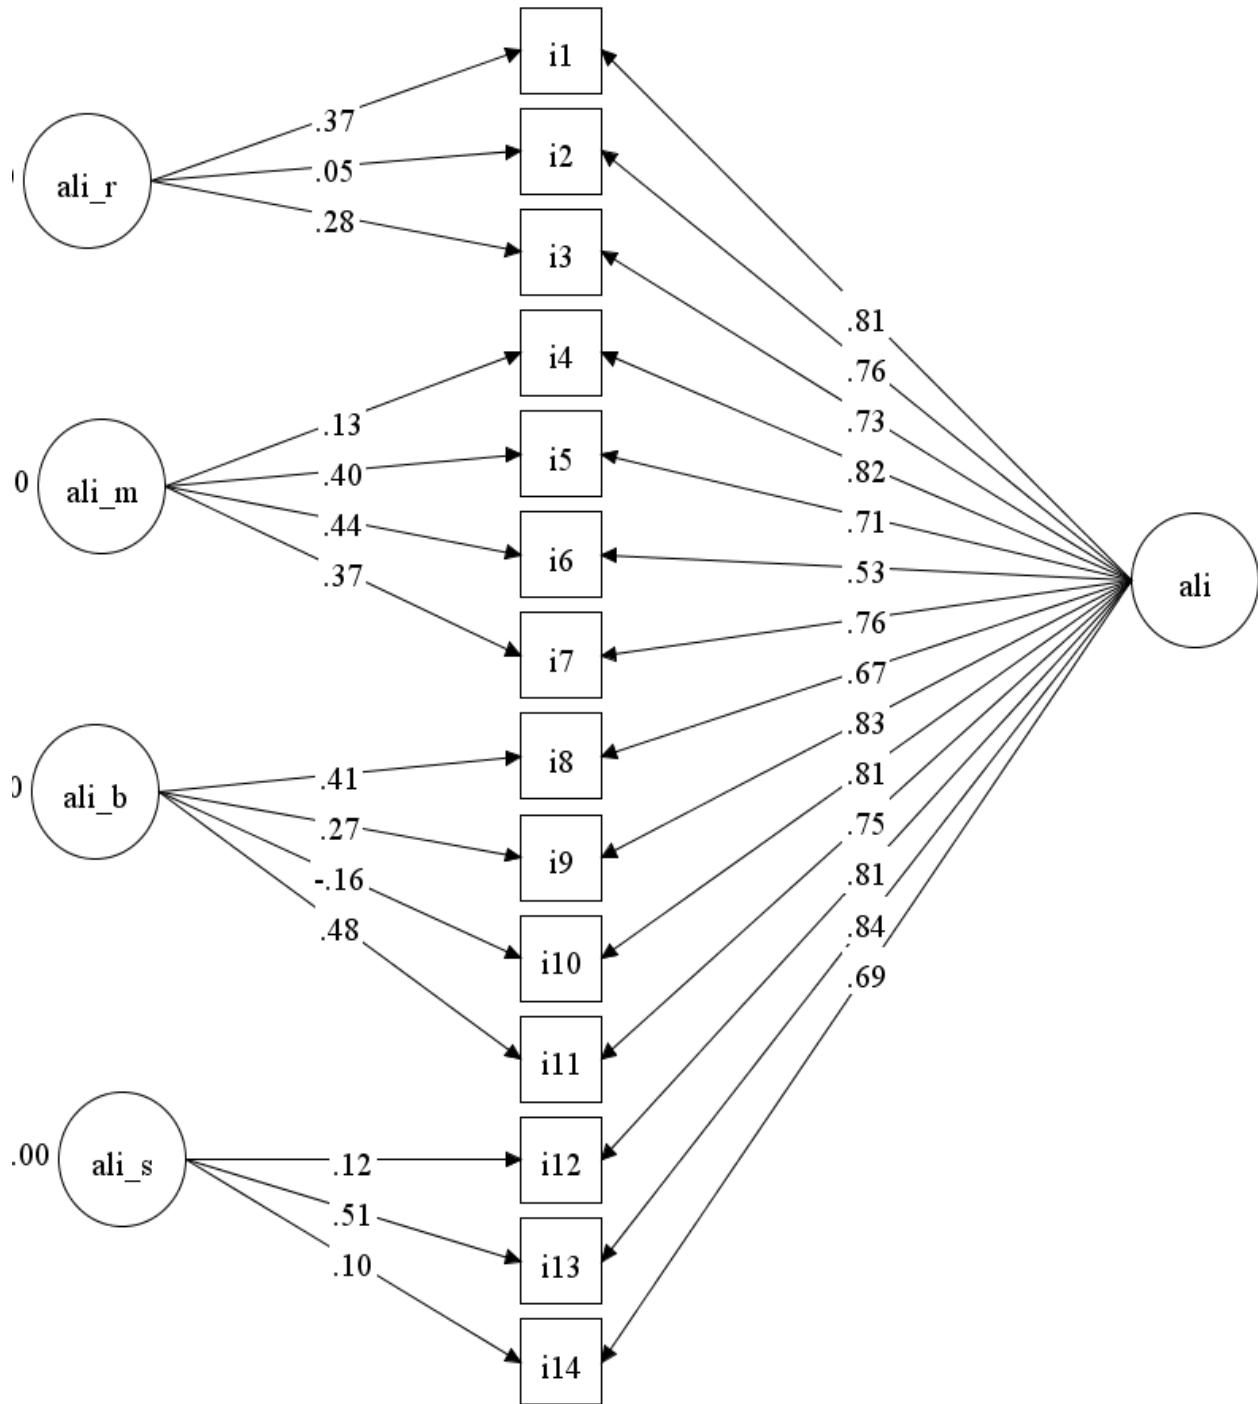 i1
i2
i3
i4
i5
i6
i7
i8
i9
i10
i11
i12
i13
i14
ali_r
.37
.05
.28
0
ali_m
.13
.40
.44
.37
ali_b
.41
.27
-.16
.48
.00
ali_s
.12
.51
.10
.81
.76
.73
.82
.71
.53
.76
.67
.83
.81
.75
.81
.84
.69
ali